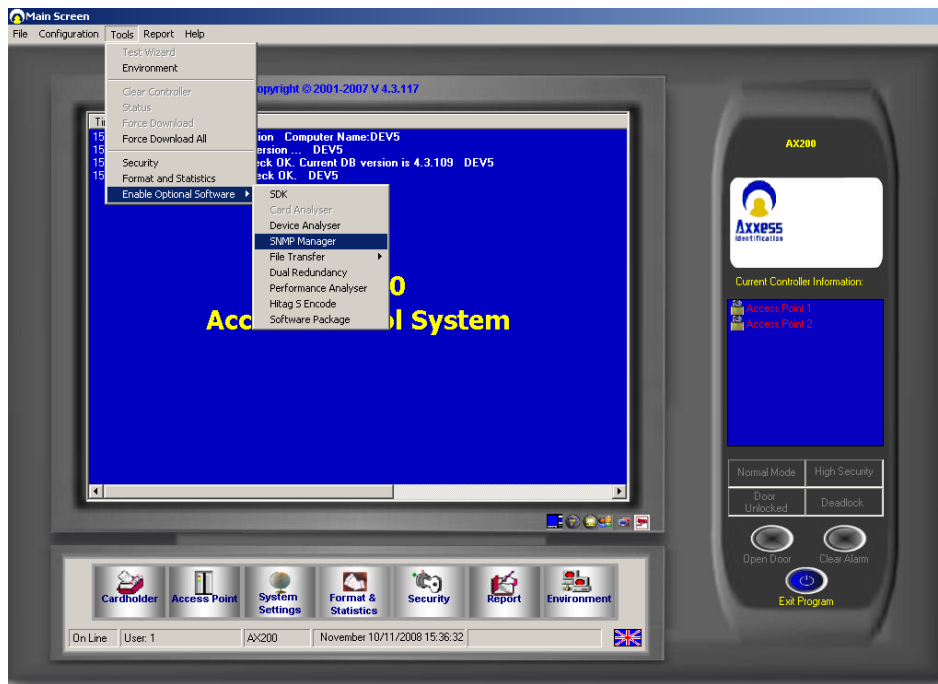 Main Screen
File Configuration Tools Report Help
Test Wizard
Environment
Clear Controller
Status
Force Download
Force Download All
Security
Format and Statistics
Enable Optional Software
SDK
Card Analyser
Device Analyser
SNMP Manager
File Transfer
Dual Redundancy
Performance Analyser
Hitag S Encode
Software Package
opyright © 2001-2007 V 4.3.117
Ti
15 ion Computer Name:DEV5
15 ersion ... DEV5
15 eck OK. Current DB version is 4.3.109 DEV5
15 eck OK. DEV5
0
Acc l System
AX200
Axxess
Identification
Current Controller Information:
Access Point 1
Access Point 2
Normal Mode High Security
Door Unlocked Deadlock
Open Door Clear Alarm
Exit Program
Cardholder Access Point System Settings Format & Statistics Security Report Environment
On Line User: 1 AX200 November 10/11/2008 15:36:32